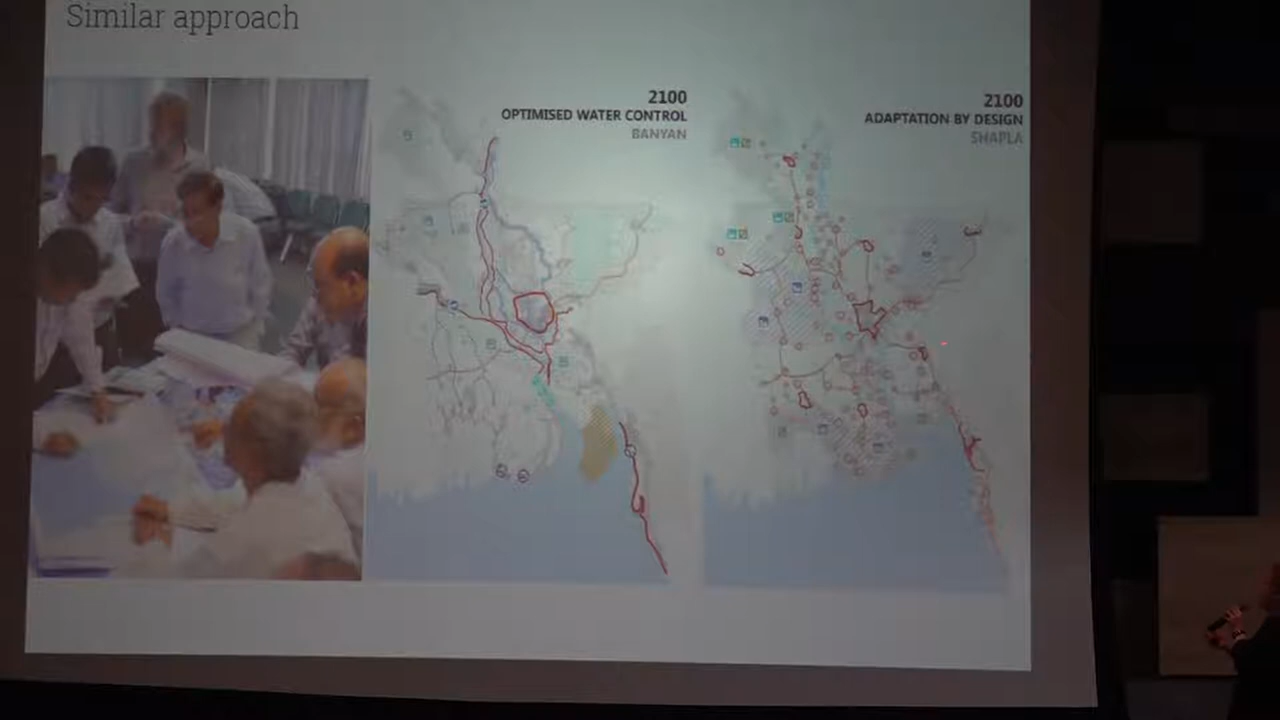 Similar approach
2100
OPTIMISED WATER CONTROL
BANYAN
2100
ADAPTATION BY DESIGN
SHAPLA